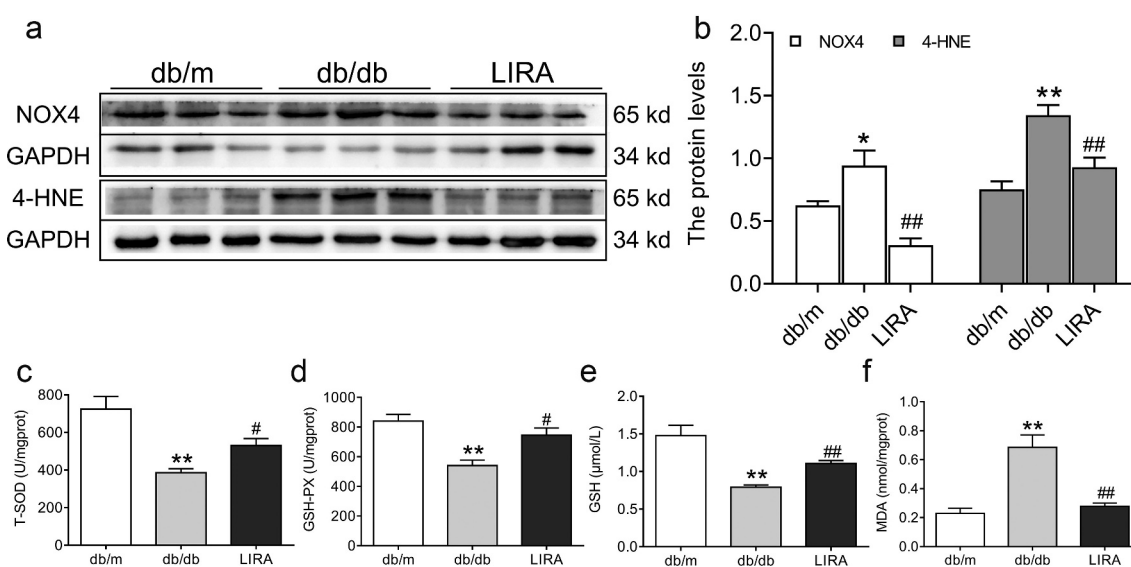 a
db/m db/db LIRA
NOX4 65 kd
GAPDH 34 kd
4-HNE 65 kd
GAPDH 34 kd
b
NOX4 4-HNE
The protein levels
2.0
1.5
1.0
0.5
0.0
* ## ** ##
db/m db/db LIRA db/m db/db LIRA
c
T-SOD (U/mgprot)
800
600
400
200
0
** #
db/m db/db LIRA
d
GSH-PX (U/mgprot)
1000
800
600
400
200
0
** #
db/m db/db LIRA
e
GSH (μmol/L)
2.0
1.5
1.0
0.5
0.0
** ##
db/m db/db LIRA
f
MDA (nmol/mgprot)
1.0
0.8
0.6
0.4
0.2
0.0
** ##
db/m db/db LIRA